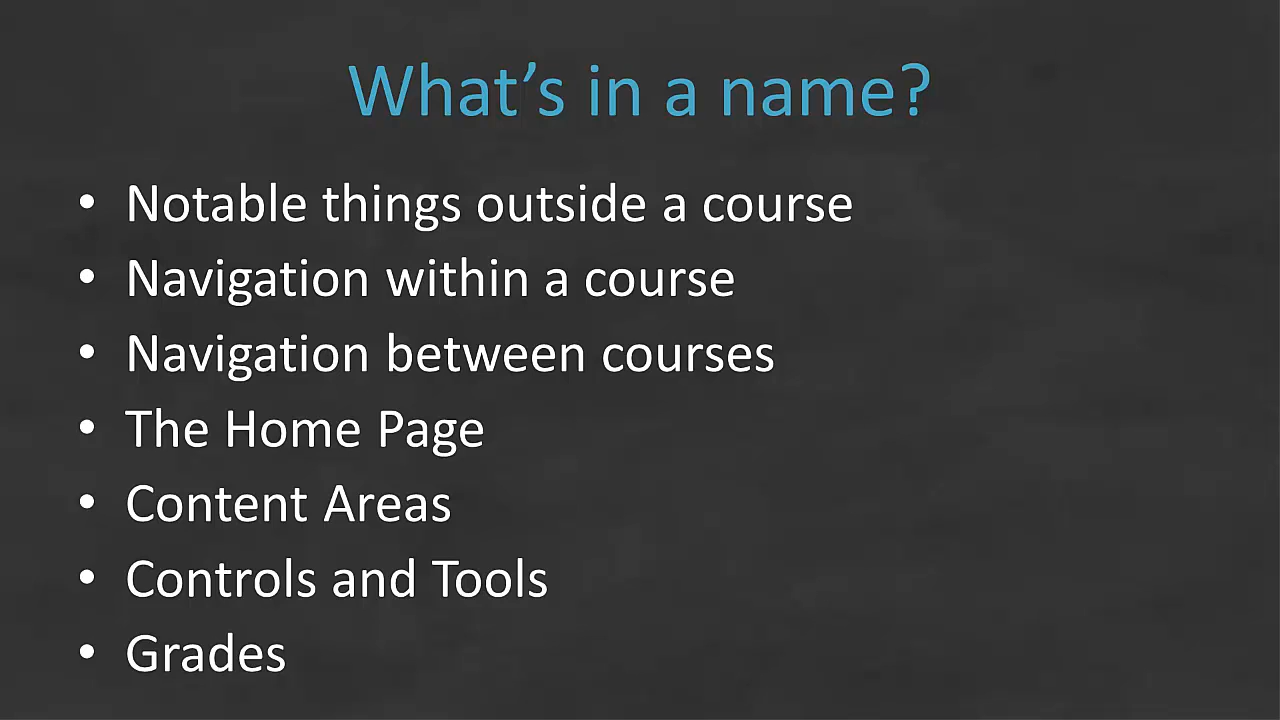 What’s in a name?
• Notable things outside a course
• Navigation within a course
• Navigation between courses
• The Home Page
• Content Areas
• Controls and Tools
• Grades